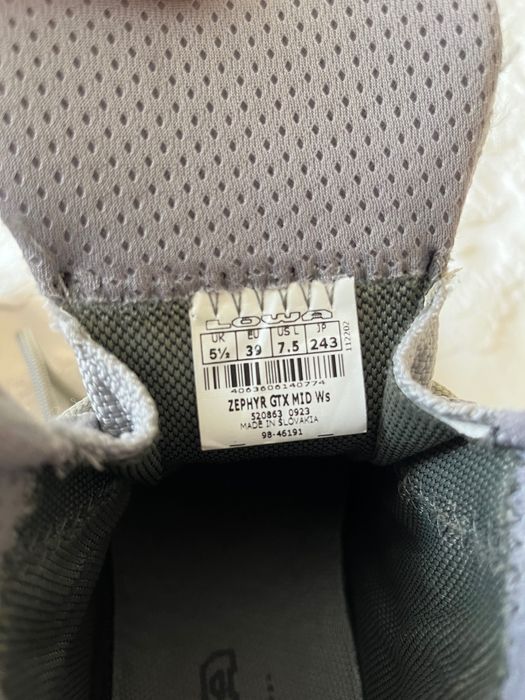 LOWA
UK EU US L JP
5½ 39 7.5 243
112202
4063606140774
ZEPHYR GTX MID Ws
520863 0923
MADE IN SLOVAKIA
98-46191